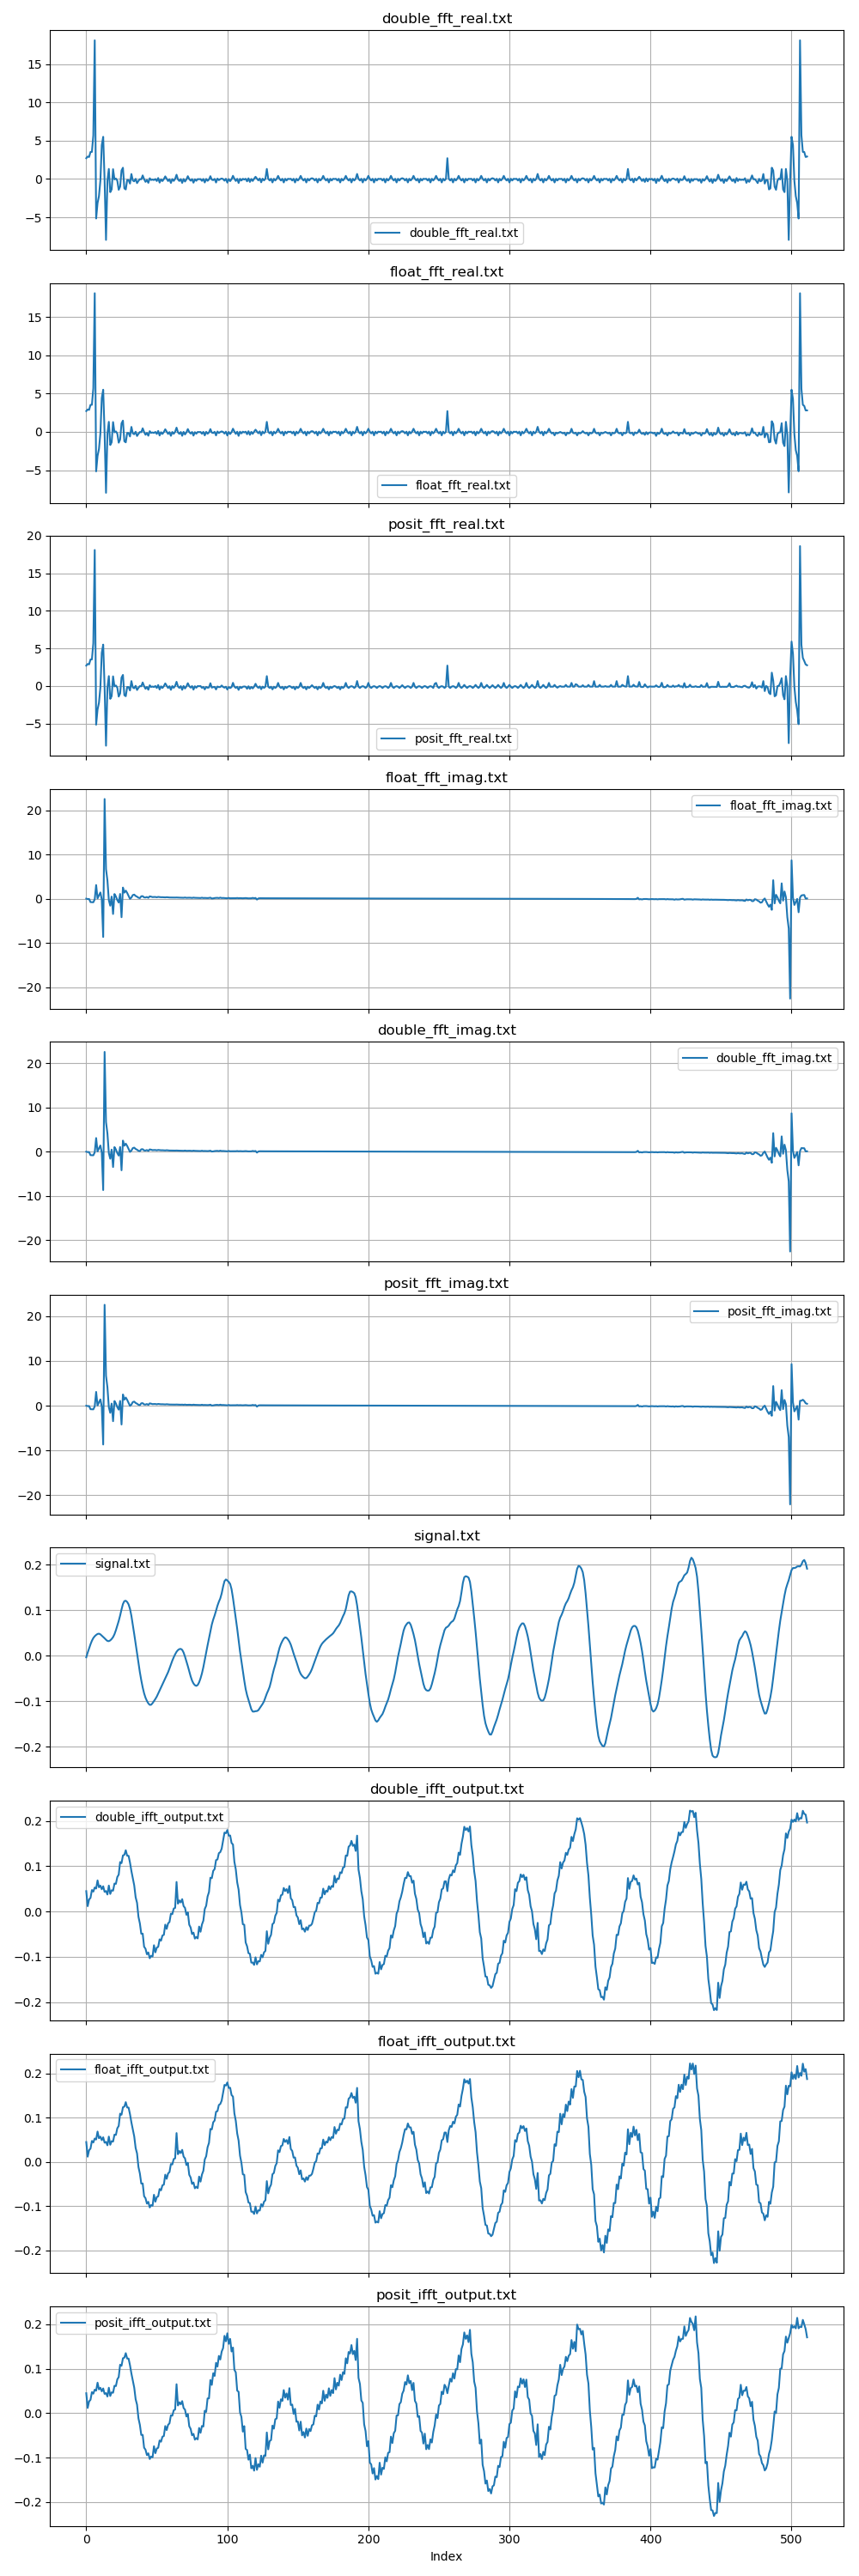 double_fft_real.txt
15
10
5
0
−5
double_fft_real.txt
float_fft_real.txt
15
10
5
0
−5
float_fft_real.txt
posit_fft_real.txt
20
15
10
5
0
−5
posit_fft_real.txt
float_fft_imag.txt
20
10
0
−10
−20
float_fft_imag.txt
double_fft_imag.txt
20
10
0
−10
−20
double_fft_imag.txt
posit_fft_imag.txt
20
10
0
−10
−20
posit_fft_imag.txt
signal.txt
0.2
0.1
0.0
−0.1
−0.2
signal.txt
double_ifft_output.txt
0.2
0.1
0.0
−0.1
−0.2
double_ifft_output.txt
float_ifft_output.txt
0.2
0.1
0.0
−0.1
−0.2
float_ifft_output.txt
posit_ifft_output.txt
0.2
0.1
0.0
−0.1
−0.2
posit_ifft_output.txt
0 100 200 300 400 500
Index